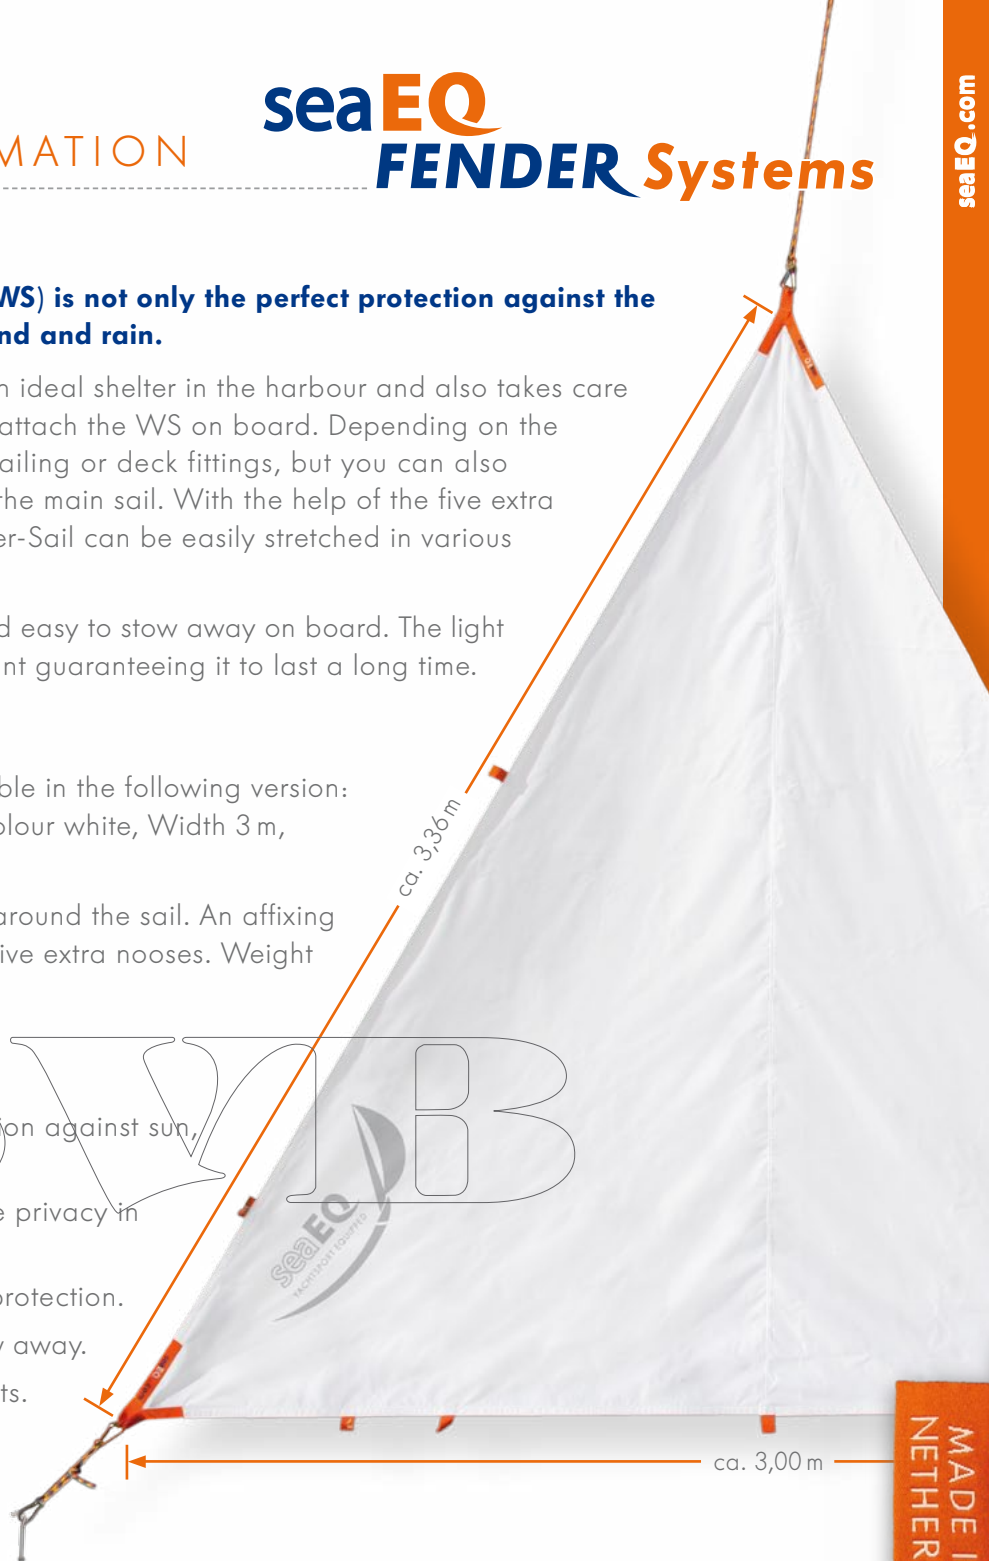 seaEQ
FENDER Systems
MATION
seaEQ.com
WS) is not only the perfect protection against the
nd and rain.
n ideal shelter in the harbour and also takes care
attach the WS on board. Depending on the
ailing or deck fittings, but you can also
the main sail. With the help of the five extra
er-Sail can be easily stretched in various
d easy to stow away on board. The light
nt guaranteeing it to last a long time.
ble in the following version:
olour white, Width 3 m,
around the sail. An affixing
ive extra nooses. Weight
ca. 3,36 m
ion against sun,
e privacy in
protection.
y away.
ts.
seaEQ
YACHTSPORT EQUIPPED
ca. 3,00 m
MADE I
NETHER